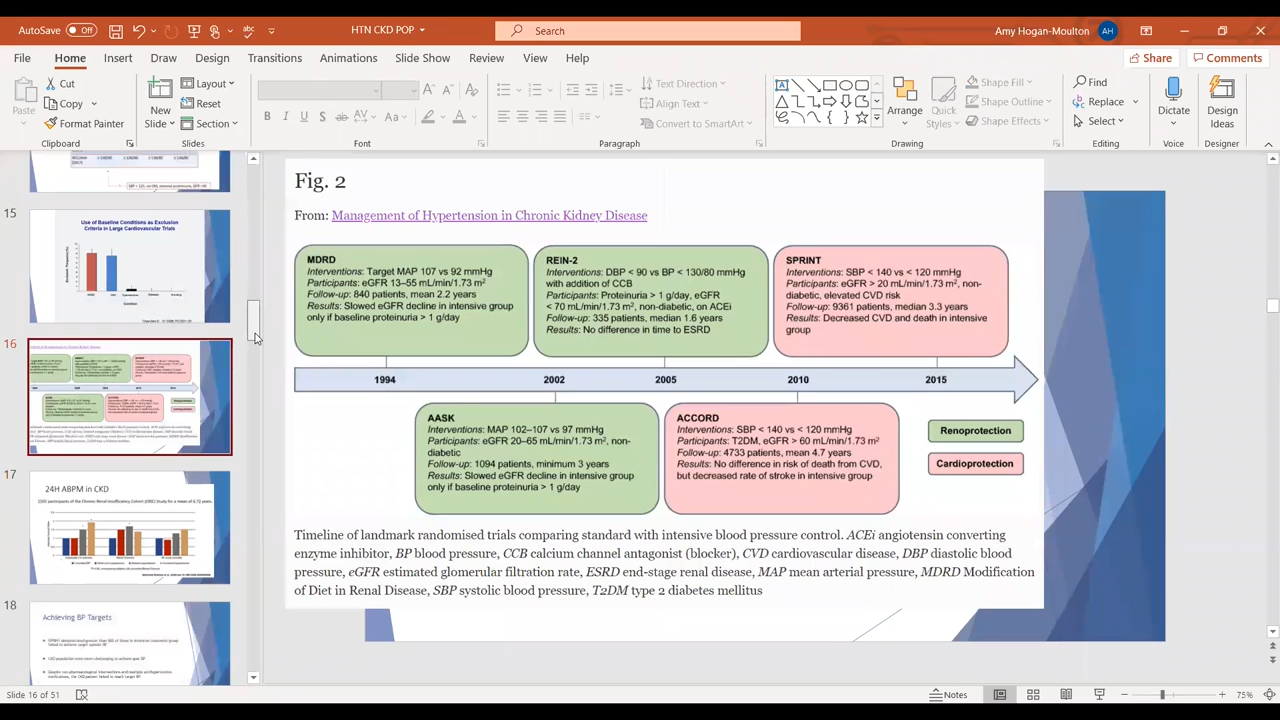 AutoSave Off
HTN CKD POP
Search
Amy Hogan-Moulton AH
File Home Insert Draw Design Transitions Animations Slide Show Review View Help
Share Comments
Paste
Cut
Copy
Format Painter
Clipboard
New Slide
Layout
Reset
Section
Slides
Font
Text Direction
Align Text
Convert to SmartArt
Paragraph
Arrange
Quick Styles
Shape Fill
Shape Outline
Shape Effects
Drawing
Find
Replace
Select
Editing
Dictate
Voice
Design Ideas
Designer
15
Use of Baseline Conditions as Exclusion
Criteria in Large Cardiovascular Trials
16
17
24H ABPM in CKD
18
Achieving BP Targets
Fig. 2
From: Management of Hypertension in Chronic Kidney Disease
MDRD
Interventions: Target MAP 107 vs 92 mmHg
Participants: eGFR 13–55 mL/min/1.73 m²
Follow-up: 840 patients, mean 2.2 years
Results: Slowed eGFR decline in intensive group
only if baseline proteinuria > 1 g/day
REIN-2
Interventions: DBP < 90 vs BP < 130/80 mmHg
with addition of CCB
Participants: Proteinuria > 1 g/day, eGFR
< 70 mL/min/1.73 m², non-diabetic, on ACEi
Follow-up: 335 patients, median 1.6 years
Results: No difference in time to ESRD
SPRINT
Interventions: SBP < 140 vs < 120 mmHg
Participants: eGFR > 20 mL/min/1.73 m², non-
diabetic, elevated CVD risk
Follow-up: 9361 patients, median 3.3 years
Results: Decreased CVD and death in intensive
group
1994 2002 2005 2010 2015
AASK
Interventions: MAP 102–107 vs 97 mmHg
Participants: eGFR 20–65 mL/min/1.73 m², non-
diabetic
Follow-up: 1094 patients, minimum 3 years
Results: Slowed eGFR decline in intensive group
only if baseline proteinuria > 1 g/day
ACCORD
Interventions: SBP < 140 vs < 120 mmHg
Participants: T2DM, eGFR > 60 mL/min/1.73 m²
Follow-up: 4733 patients, mean 4.7 years
Results: No difference in risk of death from CVD,
but decreased rate of stroke in intensive group
Renoprotection
Cardioprotection
Timeline of landmark randomised trials comparing standard with intensive blood pressure control. ACEi angiotensin converting
enzyme inhibitor, BP blood pressure, CCB calcium channel antagonist (blocker), CVD cardiovascular disease, DBP diastolic blood
pressure, eGFR estimated glomerular filtration rate, ESRD end-stage renal disease, MAP mean arterial pressure, MDRD Modification
of Diet in Renal Disease, SBP systolic blood pressure, T2DM type 2 diabetes mellitus
Slide 16 of 51
Notes
75%